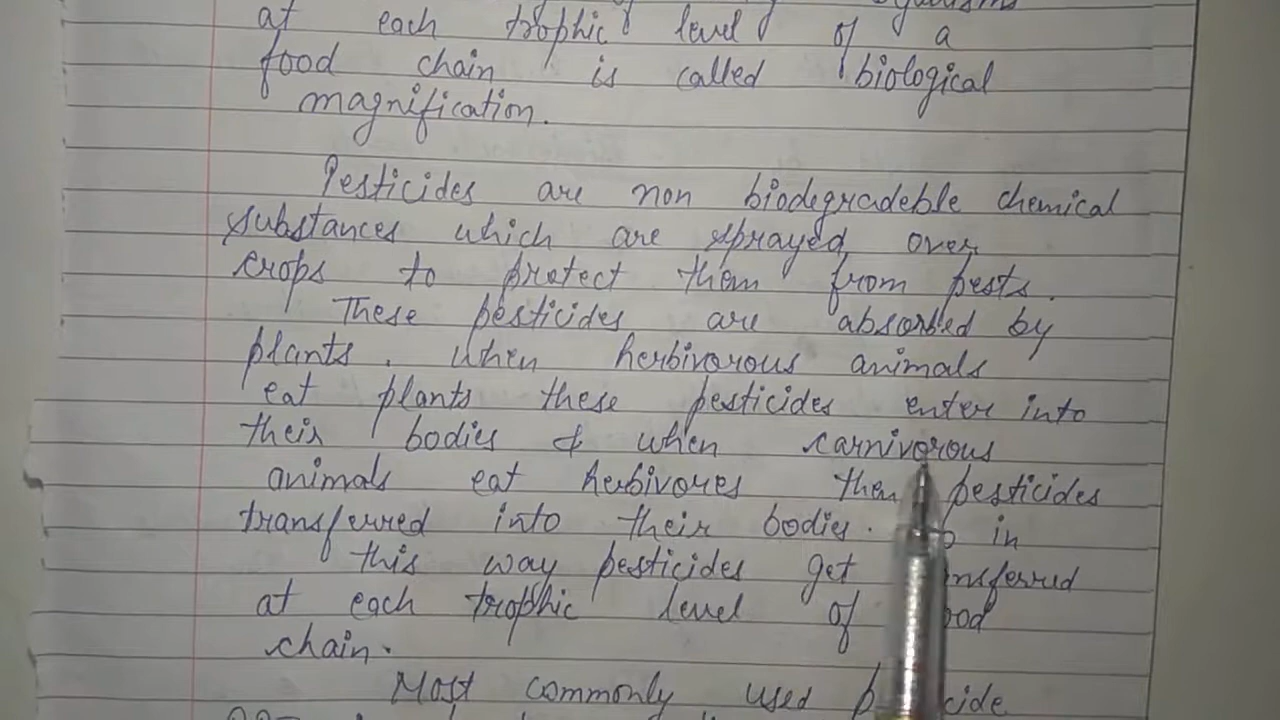 at each trophic level of a
food chain is called biological
magnification.
Pesticides are non biodegradeble chemical
substances which are sprayed over
crops to protect them from pests.
These pesticides are absorbed by
plants. when herbivorous animals
eat plants these pesticides enter into
their bodies & when carnivorous
animals eat herbivores then pesticides
transferred into their bodies. in
this way pesticides get
at each trophic level of
chain.
Most commonly used